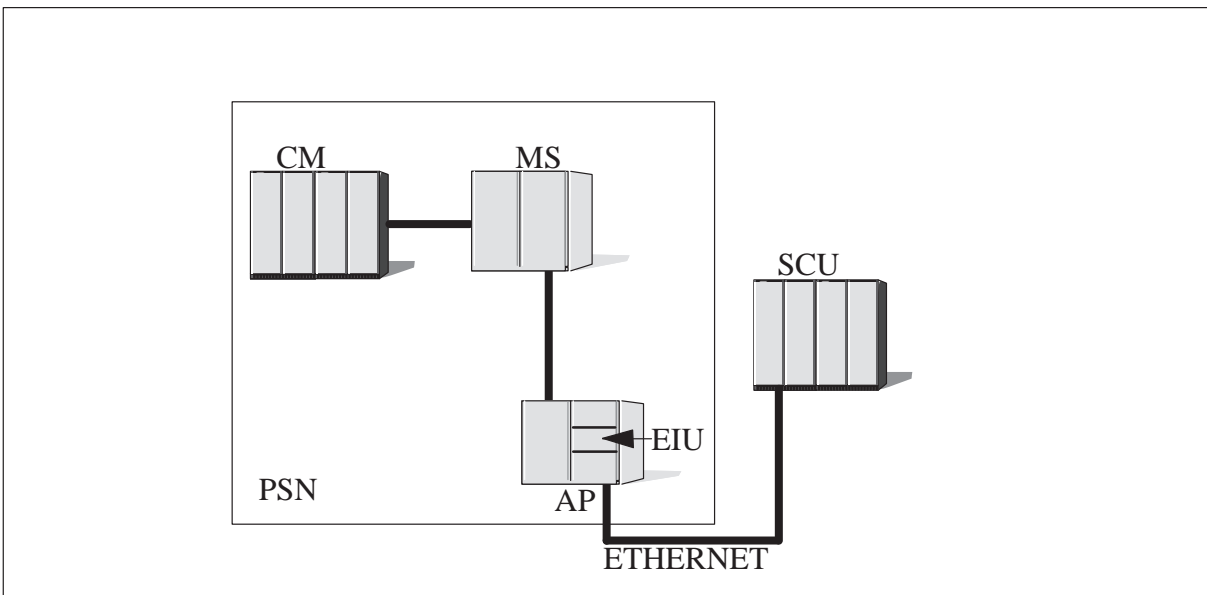 CM
MS
SCU
EIU
PSN
AP
ETHERNET